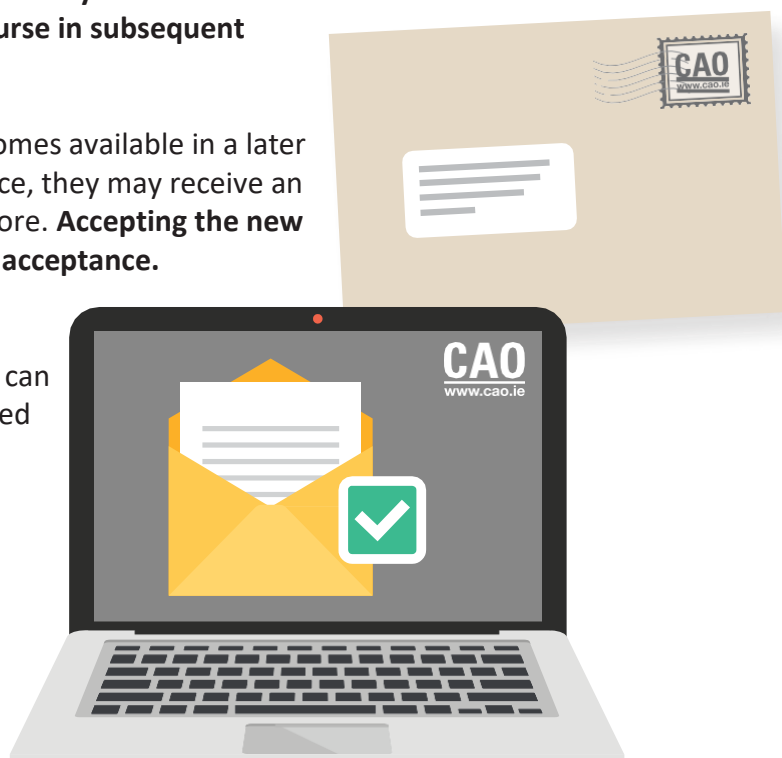 urse in subsequent
CAO
www.cao.ie
omes available in a later
ce, they may receive an
ore. Accepting the new
acceptance.
can
ed
CAO
www.cao.ie